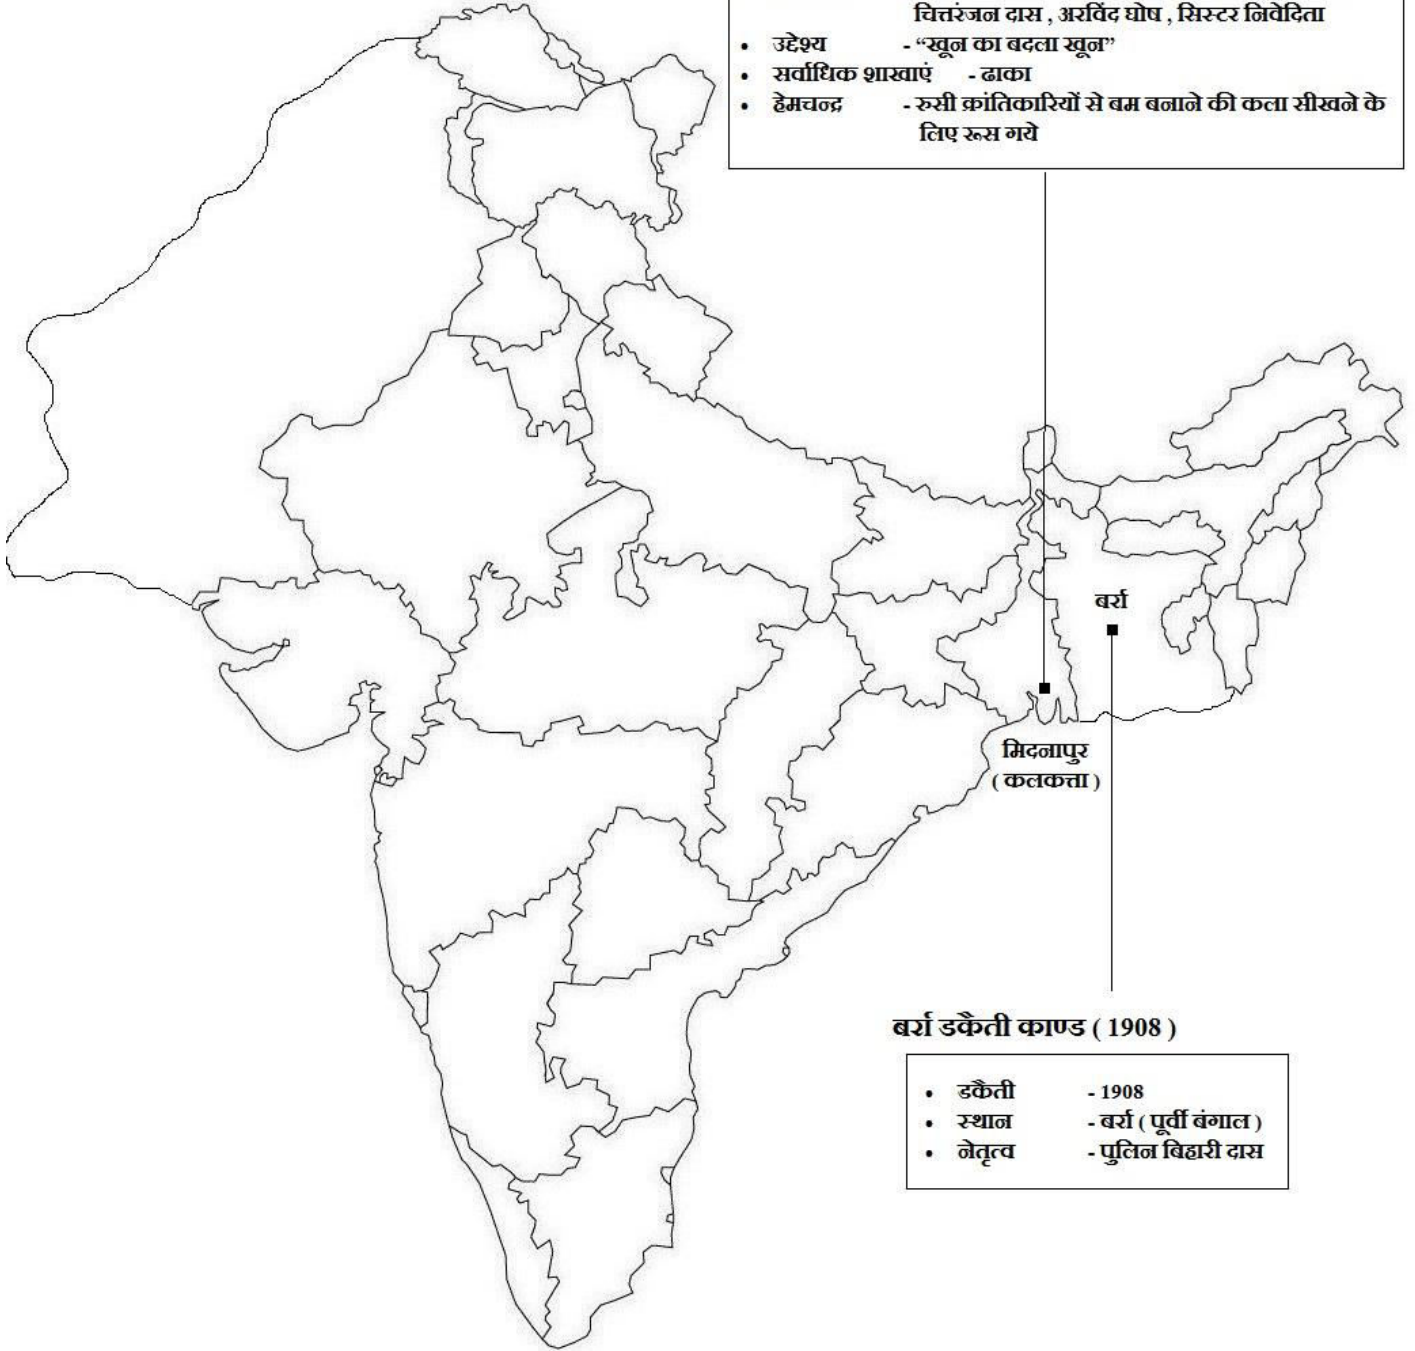 चित्तरंजन दास , अरविंद घोष , सिस्टर निवेदिता
• उद्देश्य - “खून का बदला खून”
• सर्वाधिक शाखाएं - ढाका
• हेमचन्द्र - रुसी क्रांतिकारियों से बम बनाने की कला सीखने के
लिए रूस गये
बर्रा
मिदनापुर
( कलकत्ता )
बर्रा डकैती काण्ड ( 1908 )
• डकैती - 1908
• स्थान - बर्रा ( पूर्वी बंगाल )
• नेतृत्व - पुलिन बिहारी दास